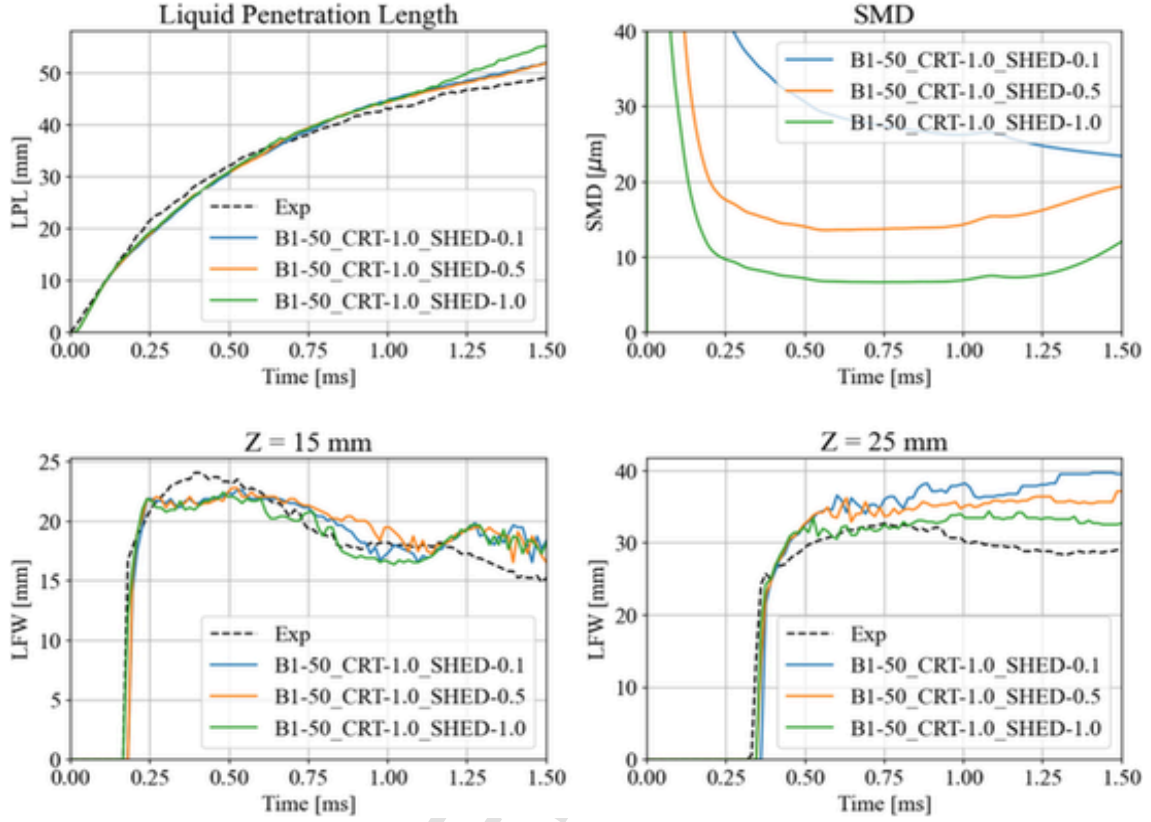 Liquid Penetration Length
50
40
30
20
10
0
LPL [mm]
Exp
B1-50_CRT-1.0_SHED-0.1
B1-50_CRT-1.0_SHED-0.5
B1-50_CRT-1.0_SHED-1.0
0.00 0.25 0.50 0.75 1.00 1.25 1.50
Time [ms]
SMD
40
30
20
10
0
SMD [μm]
B1-50_CRT-1.0_SHED-0.1
B1-50_CRT-1.0_SHED-0.5
B1-50_CRT-1.0_SHED-1.0
0.00 0.25 0.50 0.75 1.00 1.25 1.50
Time [ms]
Z = 15 mm
25
20
15
10
5
0
LFW [mm]
Exp
B1-50_CRT-1.0_SHED-0.1
B1-50_CRT-1.0_SHED-0.5
B1-50_CRT-1.0_SHED-1.0
0.00 0.25 0.50 0.75 1.00 1.25 1.50
Time [ms]
Z = 25 mm
40
30
20
10
0
LFW [mm]
Exp
B1-50_CRT-1.0_SHED-0.1
B1-50_CRT-1.0_SHED-0.5
B1-50_CRT-1.0_SHED-1.0
0.00 0.25 0.50 0.75 1.00 1.25 1.50
Time [ms]